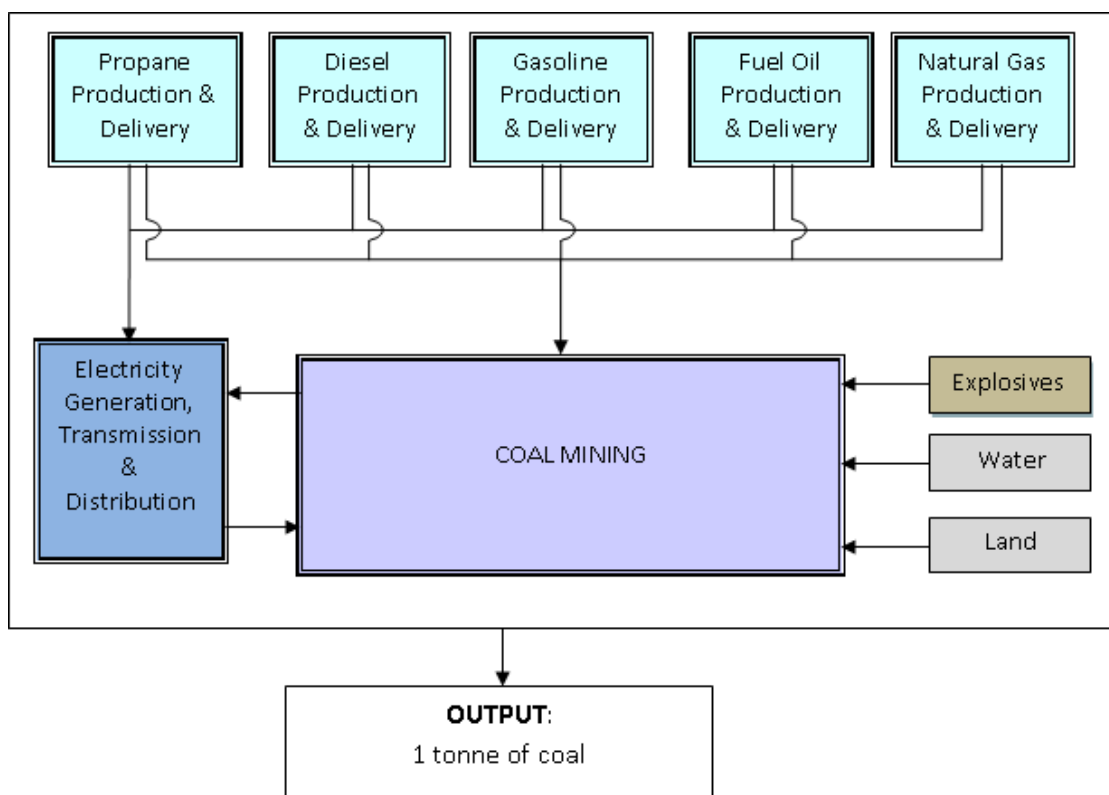 Propane
Production &
Delivery
Diesel
Production
& Delivery
Gasoline
Production
& Delivery
Fuel Oil
Production
& Delivery
Natural Gas
Production
& Delivery
Electricity
Generation,
Transmission
&
Distribution
COAL MINING
Explosives
Water
Land
OUTPUT:
1 tonne of coal